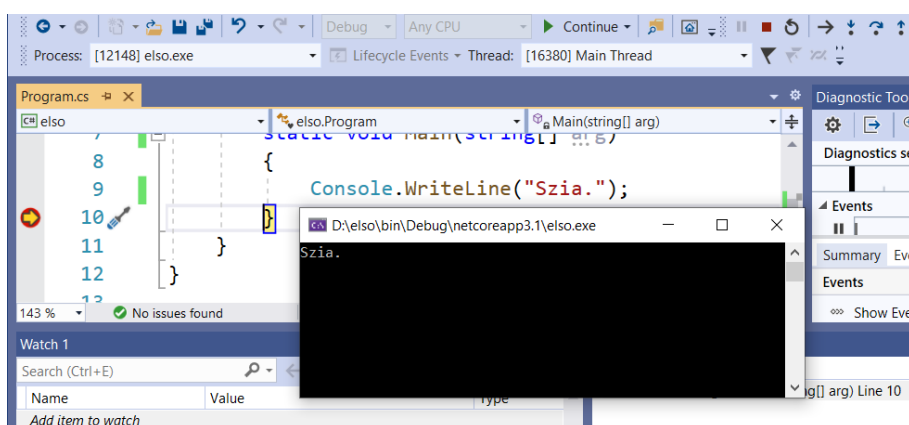 Debug Any CPU Continue
Process: [12148] elso.exe Lifecycle Events Thread: [16380] Main Thread
Program.cs Diagnostic Too
C# elso elso.Program Main(string[] arg)
7 static void Main(string[] arg)
8 { Diagnostics se
9 Console.WriteLine("Szia.");
Events
10 } D:\elso\bin\Debug\netcoreapp3.1\elso.exe
11 }
Szia. Summary Eve
12 }
Events
13
143 % No issues found Show Eve
Watch 1
Search (Ctrl+E)
g[] arg) Line 10
Name Value Type
Add item to watch